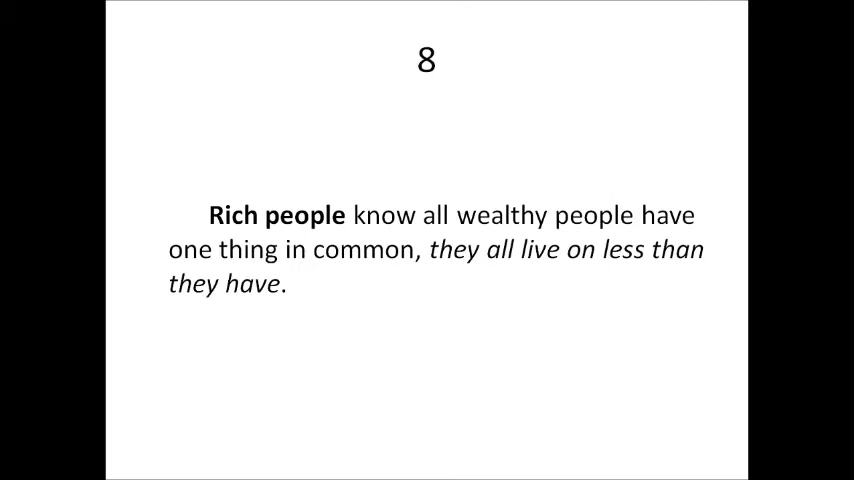 8
Rich people know all wealthy people have
one thing in common, they all live on less than
they have.